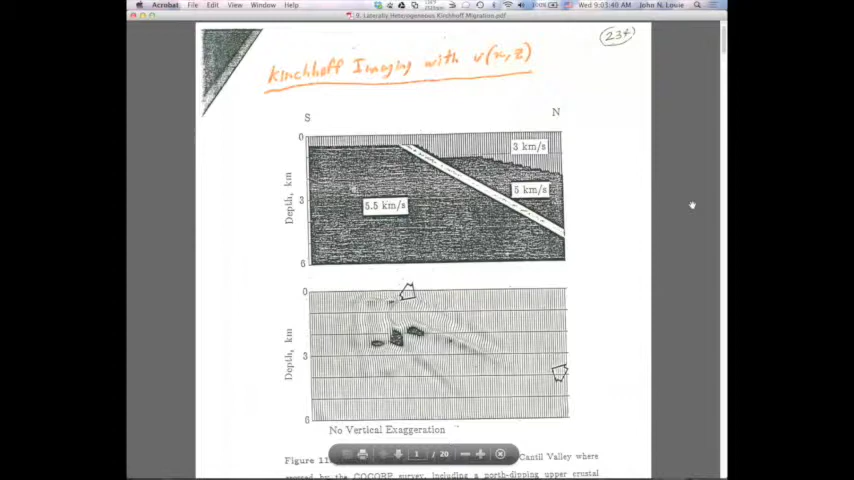 Acrobat File Edit View Window Help
100% Wed 9:03:40 AM John N. Louie
9. Laterally Heterogeneous Kirchhoff Migration.pdf
234
Kirchhoff Imaging with v(x,z)
S N
0
3 km/s
Depth, km
3
5 km/s
5.5 km/s
6
0
Depth, km
3
6
No Vertical Exaggeration
1 / 20
Figure 11
Cantil Valley where
by the COCORP survey, including a north-dipping upper crustal